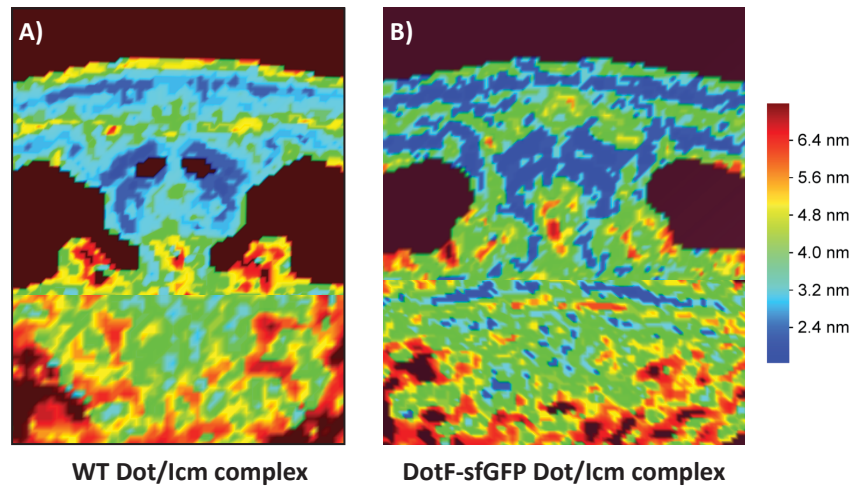 A)
B)
6.4 nm
5.6 nm
4.8 nm
4.0 nm
3.2 nm
2.4 nm
WT Dot/Icm complex
DotF-sfGFP Dot/Icm complex